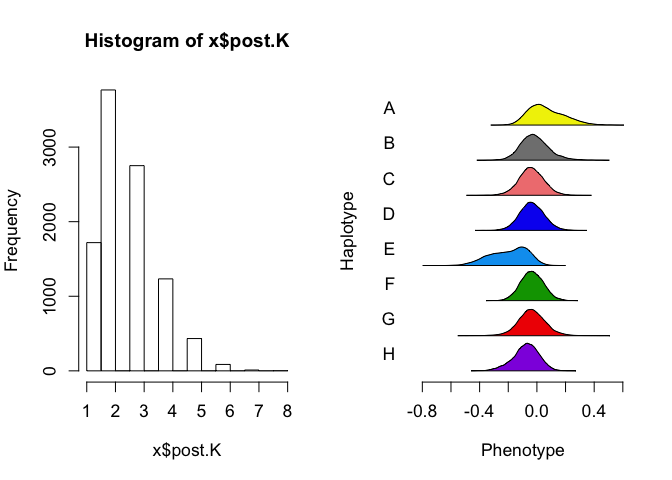 Histogram of x$post.K
Frequency
0
1000
2000
3000
1 2 3 4 5 6 7 8
x$post.K
Haplotype
A
B
C
D
E
F
G
H
-0.8 -0.4 0.0 0.4
Phenotype